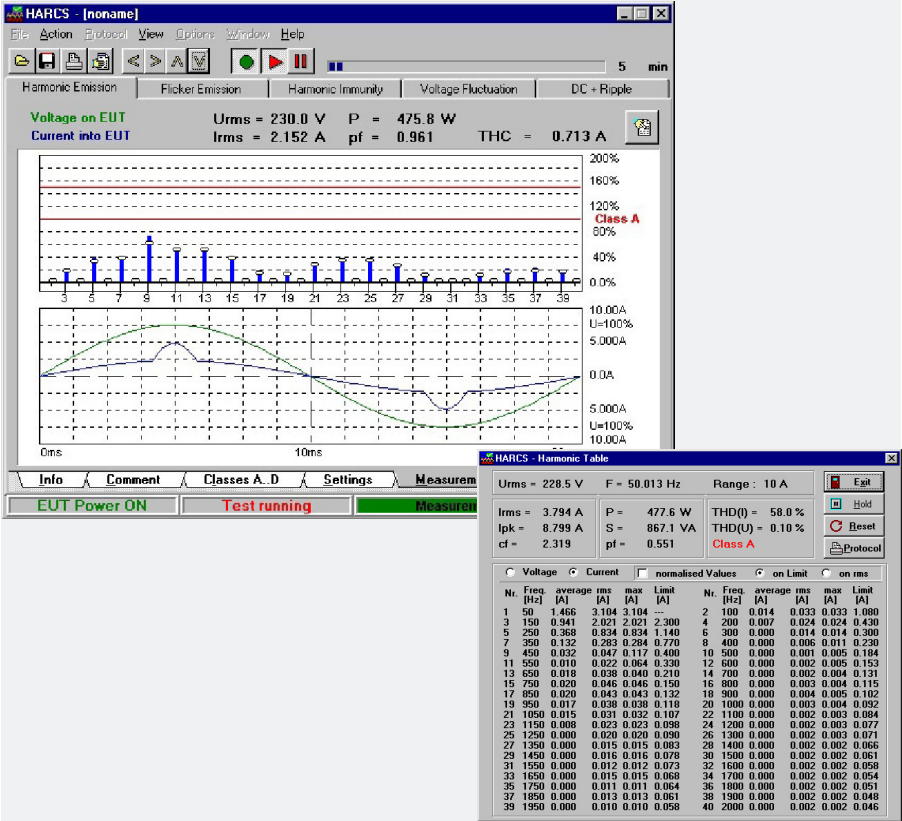 HARCS - [noname]
File Action Protocol View Options Window Help
5 min
Harmonic Emission Flicker Emission Harmonic Immunity Voltage Fluctuation DC + Ripple
Voltage on EUT Urms = 230.0 V P = 475.8 W
Current into EUT Irms = 2.152 A pf = 0.961 THC = 0.713 A
200%
160%
120%
Class A
80%
40%
0.0%
3 5 7 9 11 13 15 17 19 21 23 25 27 29 31 33 35 37 39
10.00A
U=100%
5.000A
0.0A
5.000A
U=100%
10.00A
0ms 10ms
Info Comment Classes A..D Settings Measurem
EUT Power ON Test running Measurem
HARCS - Harmonic Table
Urms = 228.5 V F = 50.013 Hz Range : 10 A Exit
Irms = 3.794 A P = 477.6 W THD(I) = 58.0 % Hold
Ipk = 8.799 A S = 867.1 VA THD(U) = 0.10 % Reset
cf = 2.319 pf = 0.551 Class A Protocol
Voltage Current normalised Values on Limit on rms
Nr. Freq. average rms max Limit Nr. Freq. average rms max Limit
[Hz] [A] [A] [A] [A] [Hz] [A] [A] [A] [A]
1 50 1.466 3.104 3.104 --- 2 100 0.014 0.033 0.033 1.080
3 150 0.941 2.021 2.021 2.300 4 200 0.007 0.024 0.024 0.430
5 250 0.368 0.834 0.834 1.140 6 300 0.000 0.014 0.014 0.300
7 350 0.132 0.283 0.284 0.770 8 400 0.000 0.006 0.011 0.230
9 450 0.032 0.047 0.117 0.400 10 500 0.000 0.001 0.005 0.184
11 550 0.010 0.022 0.064 0.330 12 600 0.000 0.002 0.005 0.153
13 650 0.018 0.038 0.040 0.210 14 700 0.000 0.002 0.004 0.131
15 750 0.020 0.046 0.046 0.150 16 800 0.000 0.003 0.004 0.115
17 850 0.020 0.043 0.043 0.132 18 900 0.000 0.004 0.005 0.102
19 950 0.017 0.038 0.038 0.118 20 1000 0.000 0.003 0.004 0.092
21 1050 0.015 0.031 0.032 0.107 22 1100 0.000 0.002 0.003 0.084
23 1150 0.008 0.023 0.023 0.098 24 1200 0.000 0.002 0.003 0.077
25 1250 0.000 0.020 0.020 0.090 26 1300 0.000 0.002 0.003 0.071
27 1350 0.000 0.015 0.015 0.083 28 1400 0.000 0.002 0.002 0.066
29 1450 0.000 0.016 0.016 0.078 30 1500 0.000 0.002 0.002 0.061
31 1550 0.000 0.012 0.012 0.073 32 1600 0.000 0.002 0.002 0.058
33 1650 0.000 0.015 0.015 0.068 34 1700 0.000 0.002 0.002 0.054
35 1750 0.000 0.011 0.011 0.064 36 1800 0.000 0.002 0.002 0.051
37 1850 0.000 0.013 0.013 0.061 38 1900 0.000 0.002 0.002 0.048
39 1950 0.000 0.010 0.010 0.058 40 2000 0.000 0.002 0.002 0.046